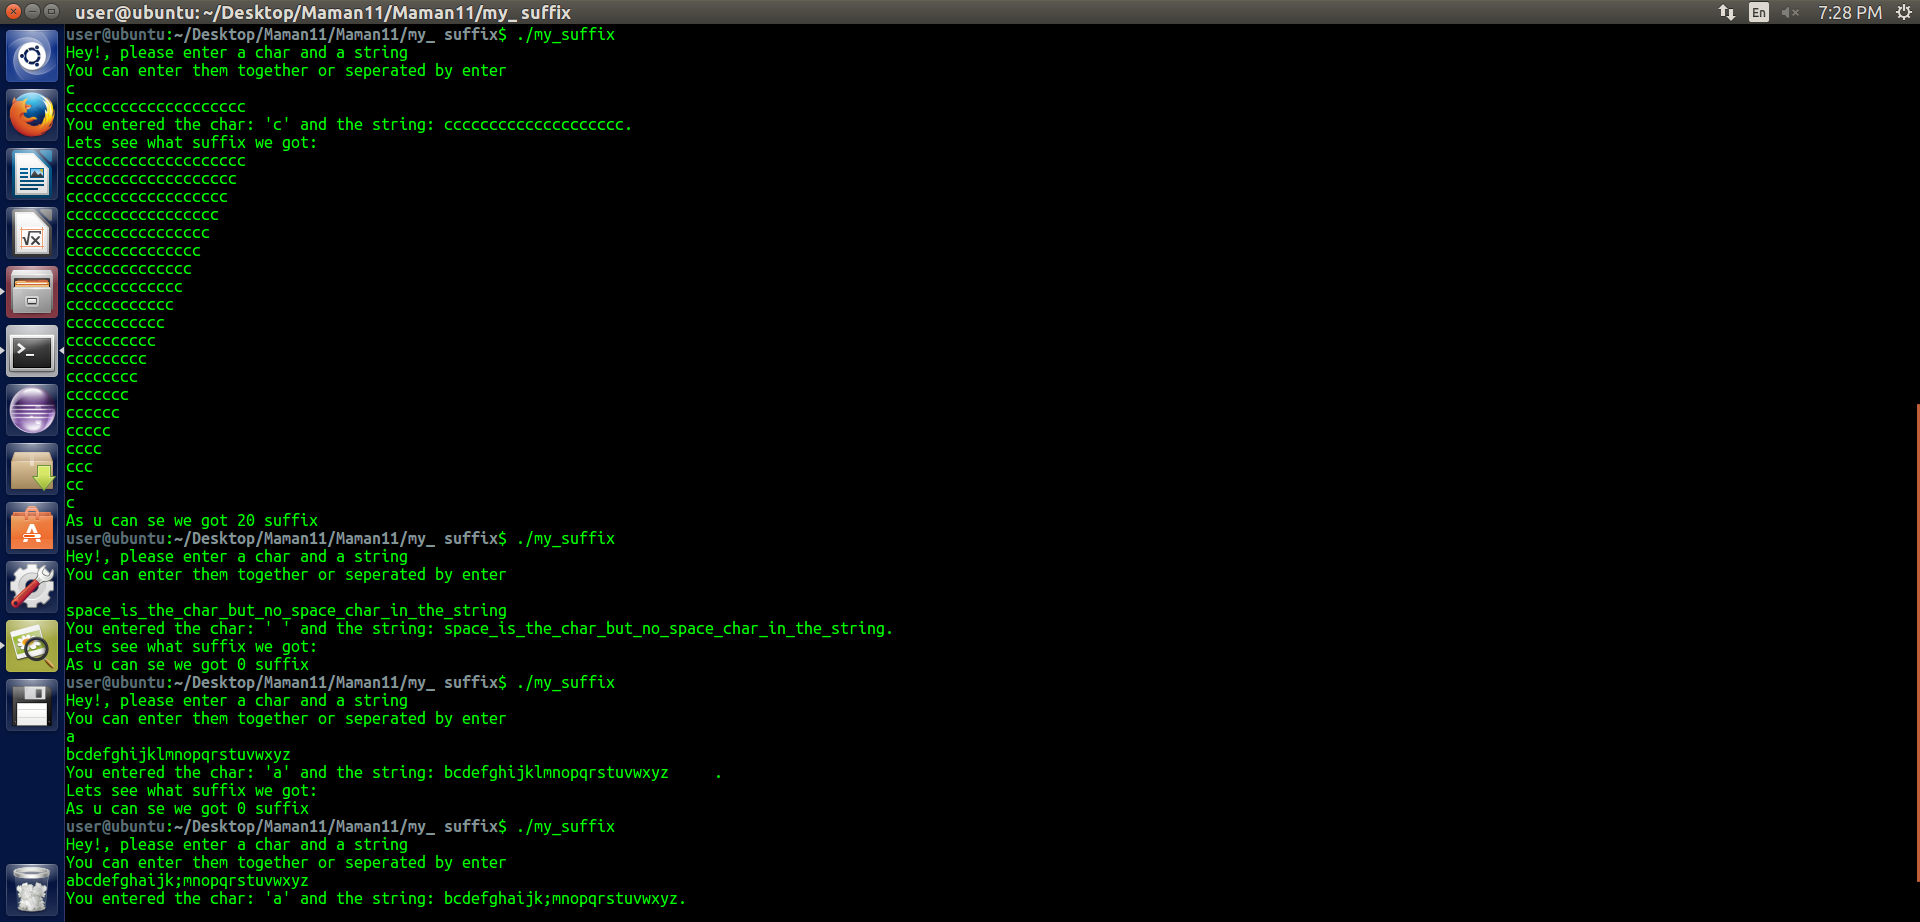 user@ubuntu: ~/Desktop/Maman11/Maman11/my_ suffix
En
7:28 PM
user@ubuntu:~/Desktop/Maman11/Maman11/my_ suffix$ ./my_suffix
Hey!, please enter a char and a string
You can enter them together or seperated by enter
c
cccccccccccccccccccc
You entered the char: 'c' and the string: cccccccccccccccccccc.
Lets see what suffix we got:
cccccccccccccccccccc
ccccccccccccccccccc
cccccccccccccccccc
ccccccccccccccccc
cccccccccccccccc
ccccccccccccccc
cccccccccccccc
ccccccccccccc
cccccccccccc
ccccccccccc
cccccccccc
ccccccccc
cccccccc
ccccccc
cccccc
ccccc
cccc
ccc
cc
c
As u can se we got 20 suffix
user@ubuntu:~/Desktop/Maman11/Maman11/my_ suffix$ ./my_suffix
Hey!, please enter a char and a string
You can enter them together or seperated by enter
space_is_the_char_but_no_space_char_in_the_string
You entered the char: ' ' and the string: space_is_the_char_but_no_space_char_in_the_string.
Lets see what suffix we got:
As u can se we got 0 suffix
user@ubuntu:~/Desktop/Maman11/Maman11/my_ suffix$ ./my_suffix
Hey!, please enter a char and a string
You can enter them together or seperated by enter
a
bcdefghijklmnopqrstuvwxyz
You entered the char: 'a' and the string: bcdefghijklmnopqrstuvwxyz     .
Lets see what suffix we got:
As u can se we got 0 suffix
user@ubuntu:~/Desktop/Maman11/Maman11/my_ suffix$ ./my_suffix
Hey!, please enter a char and a string
You can enter them together or seperated by enter
abcdefghaijk;mnopqrstuvwxyz
You entered the char: 'a' and the string: bcdefghaijk;mnopqrstuvwxyz.